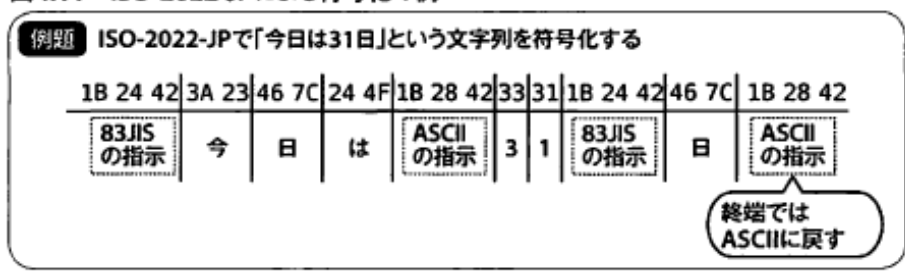 例題 ISO-2022-JPで「今日は31日」という文字列を符号化する
1B 24 42 3A 23 46 7C 24 4F 1B 28 42 33 31 1B 24 42 46 7C 1B 28 42
83JIS の指示 今 日 は ASCII の指示 3 1 83JIS の指示 日 ASCII の指示
終端では
ASCIIに戻す